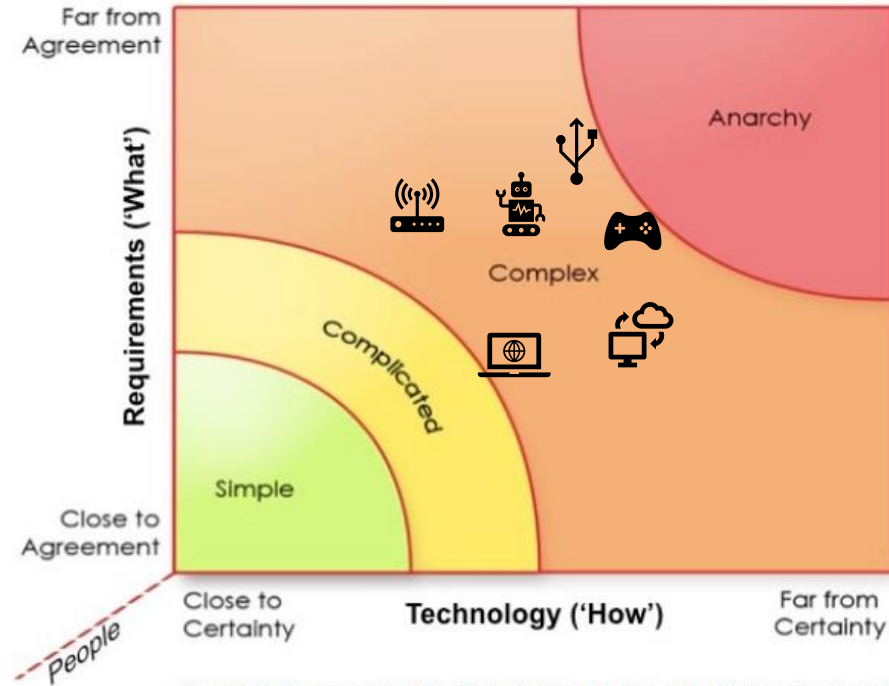 Far from
Agreement
Anarchy
Requirements (‘What’)
Complex
Complicated
Simple
Close to
Agreement
Close to
Certainty
Technology (‘How’)
Far from
Certainty
People